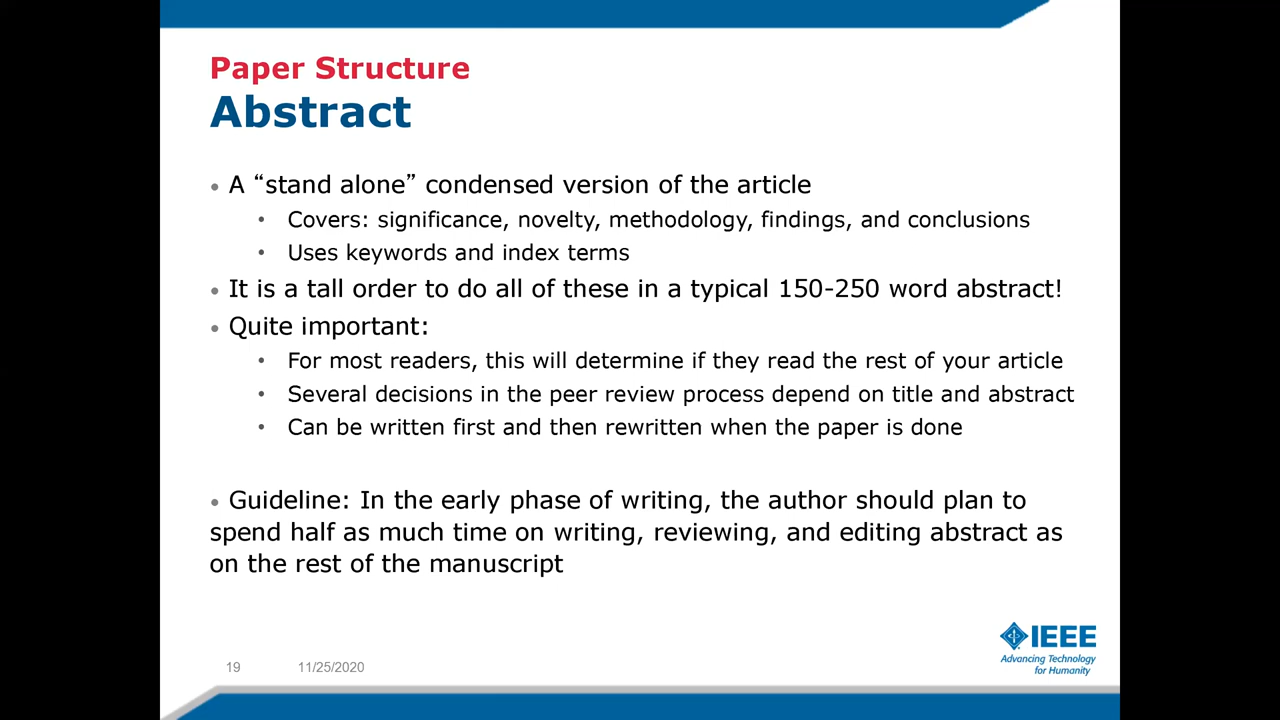 Paper Structure
Abstract
• A “stand alone” condensed version of the article
• Covers: significance, novelty, methodology, findings, and conclusions
• Uses keywords and index terms
• It is a tall order to do all of these in a typical 150-250 word abstract!
• Quite important:
• For most readers, this will determine if they read the rest of your article
• Several decisions in the peer review process depend on title and abstract
• Can be written first and then rewritten when the paper is done
• Guideline: In the early phase of writing, the author should plan to
spend half as much time on writing, reviewing, and editing abstract as
on the rest of the manuscript
IEEE
Advancing Technology
for Humanity
19 11/25/2020